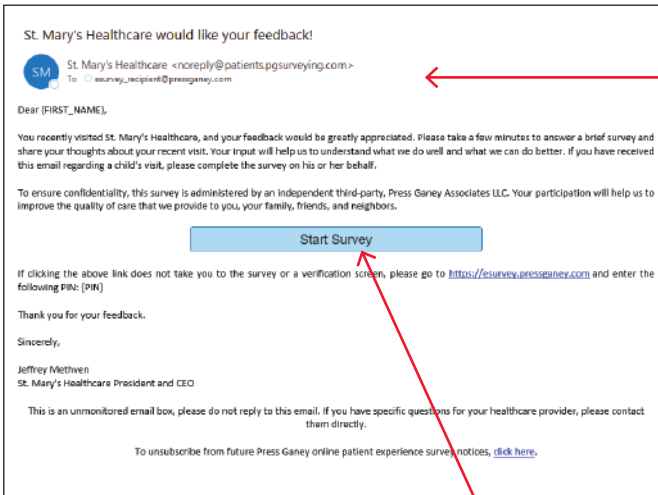 St. Mary's Healthcare would like your feedback!
SM
St. Mary's Healthcare <noreply@patients.pgsurveying.com>
To esurvey_recipient@pressganey.com
Dear {FIRST_NAME},
You recently visited St. Mary's Healthcare, and your feedback would be greatly appreciated. Please take a few minutes to answer a brief survey and
share your thoughts about your recent visit. Your input will help us to understand what we do well and what we can do better. If you have received
this email regarding a child's visit, please complete the survey on his or her behalf.
To ensure confidentiality, this survey is administered by an independent third-party, Press Ganey Associates LLC. Your participation will help us to
improve the quality of care that we provide to you, your family, friends, and neighbors.
Start Survey
If clicking the above link does not take you to the survey or a verification screen, please go to https://esurvey.pressganey.com and enter the
following PIN: {PIN}
Thank you for your feedback.
Sincerely,
Jeffrey Methven
St. Mary's Healthcare President and CEO
This is an unmonitored email box, please do not reply to this email. If you have specific questions for your healthcare provider, please contact
them directly.
To unsubscribe from future Press Ganey online patient experience survey notices, click here.